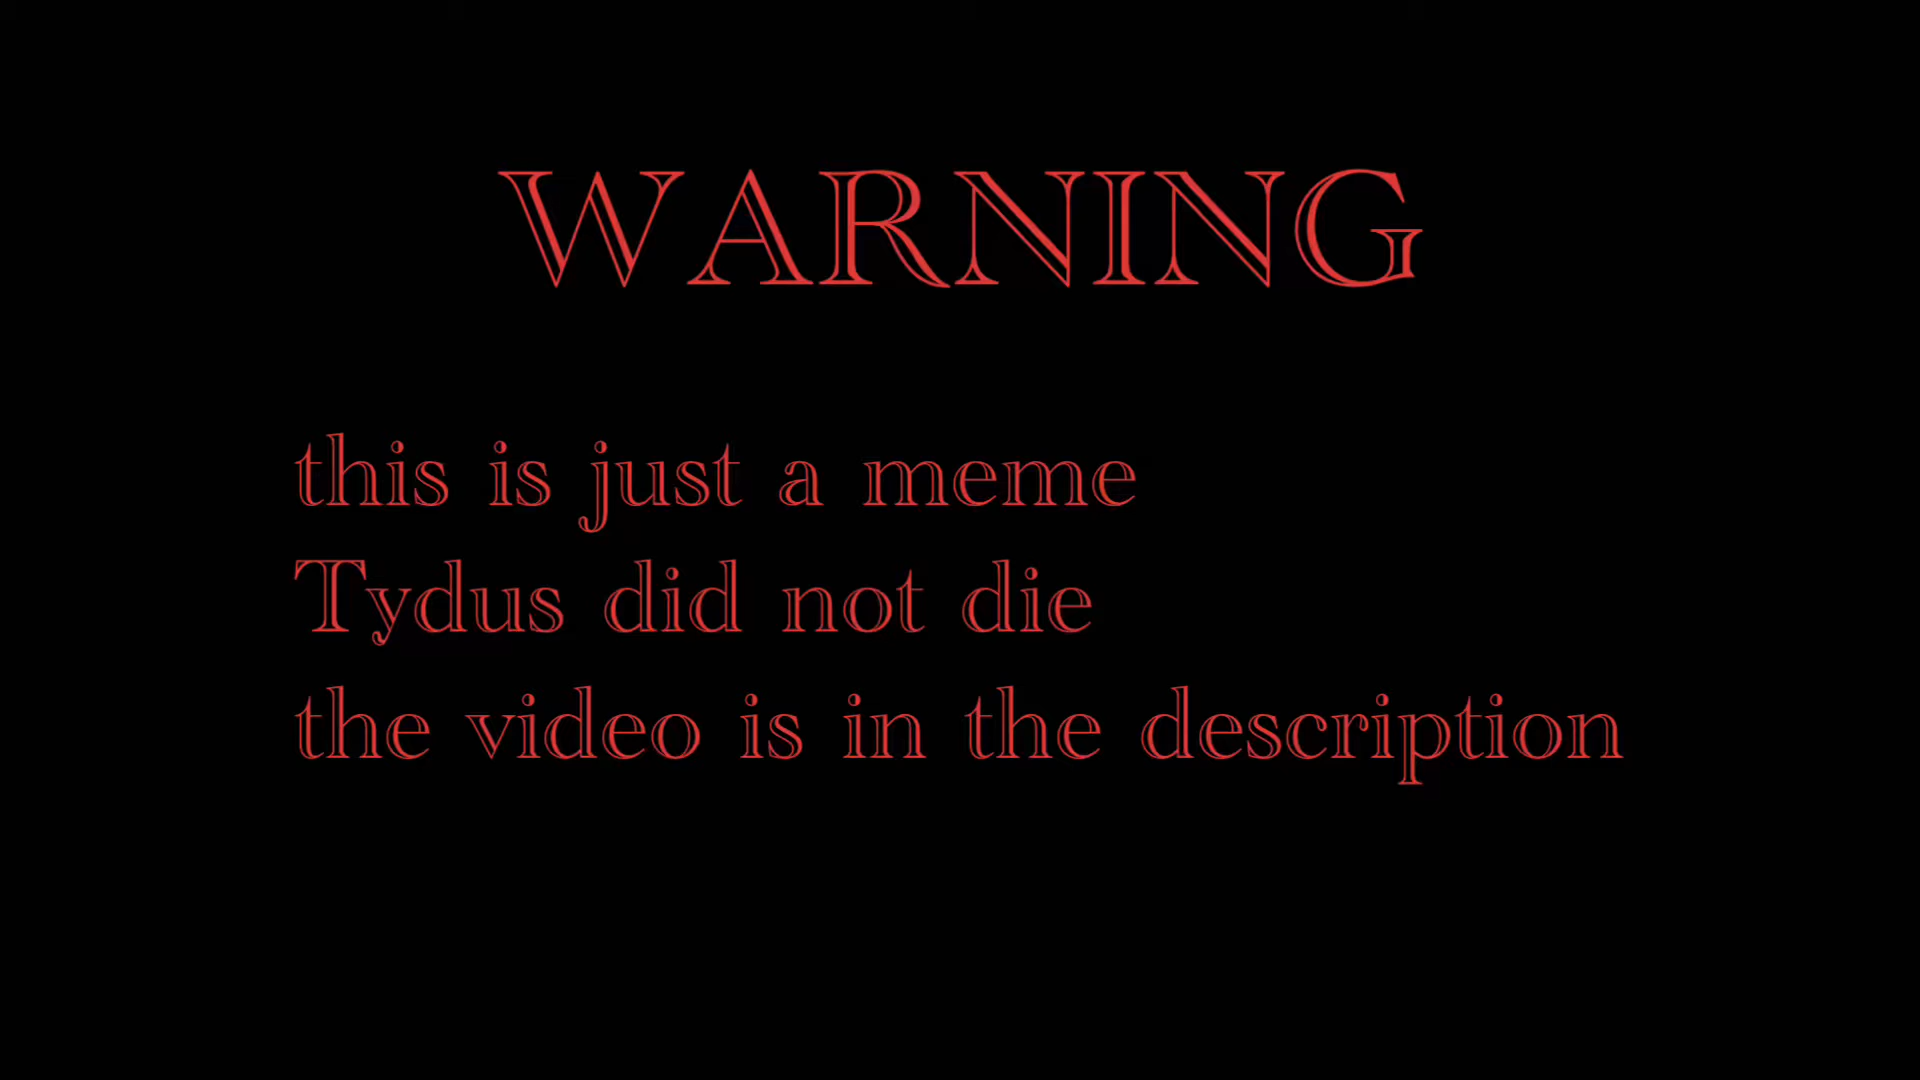 WARNING
this is just a meme
Tydus did not die
the video is in the description